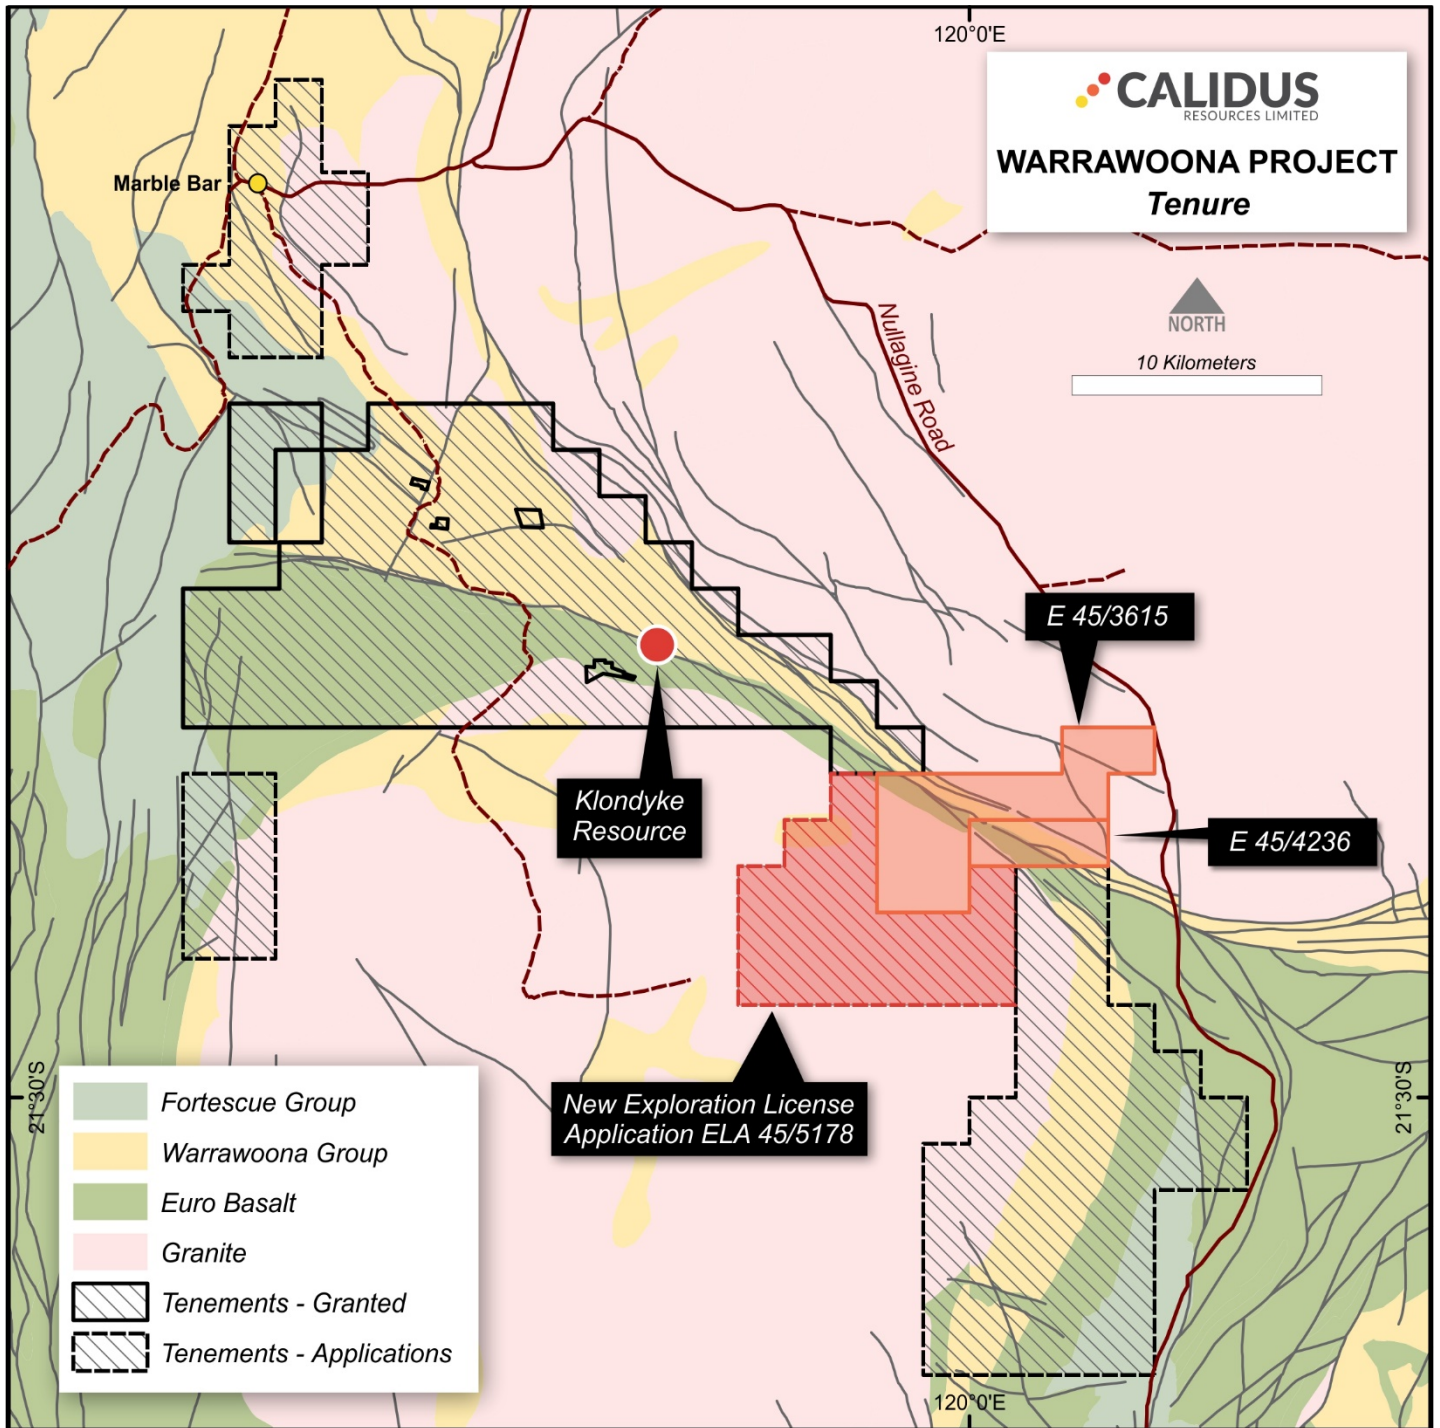 120°0'E
CALIDUS
RESOURCES LIMITED
WARRAWOONA PROJECT
Tenure
Marble Bar
NORTH
10 Kilometers
Nullagine Road
E 45/3615
Klondyke
Resource
E 45/4236
New Exploration License
Application ELA 45/5178
21°30'S
21°30'S
Fortescue Group
Warrawoona Group
Euro Basalt
Granite
Tenements - Granted
Tenements - Applications
120°0'E